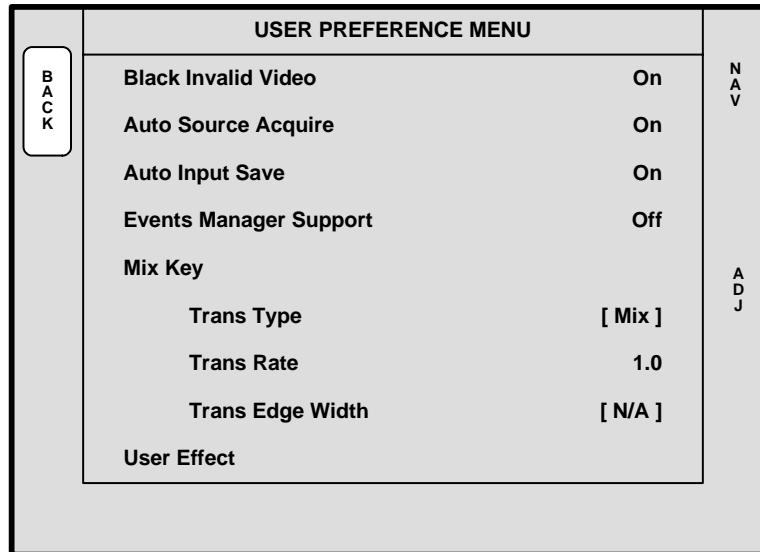 USER PREFERENCE MENU
BACK
Black Invalid Video On
Auto Source Acquire On
Auto Input Save On
Events Manager Support Off
Mix Key
Trans Type [ Mix ]
Trans Rate 1.0
Trans Edge Width [ N/A ]
User Effect
NAV
ADJ